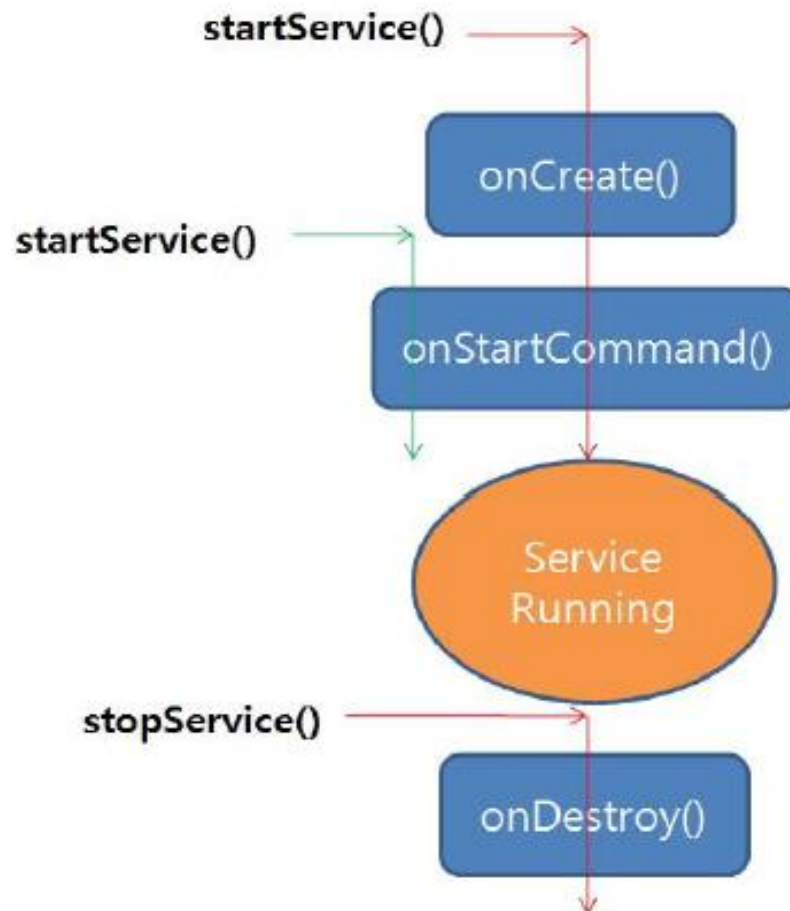 startService()
onCreate()
startService()
onStartCommand()
Service
Running
stopService()
onDestroy()